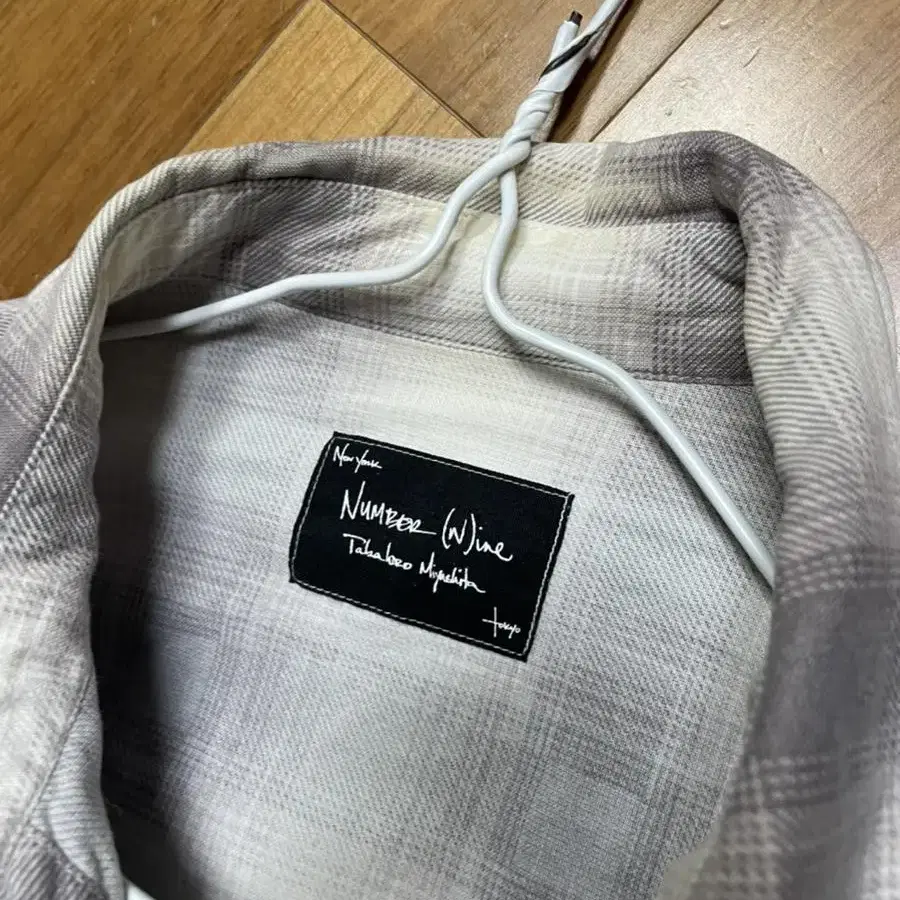 New York
NUMBER (N)ine
Takahiro Miyashita
tokyo